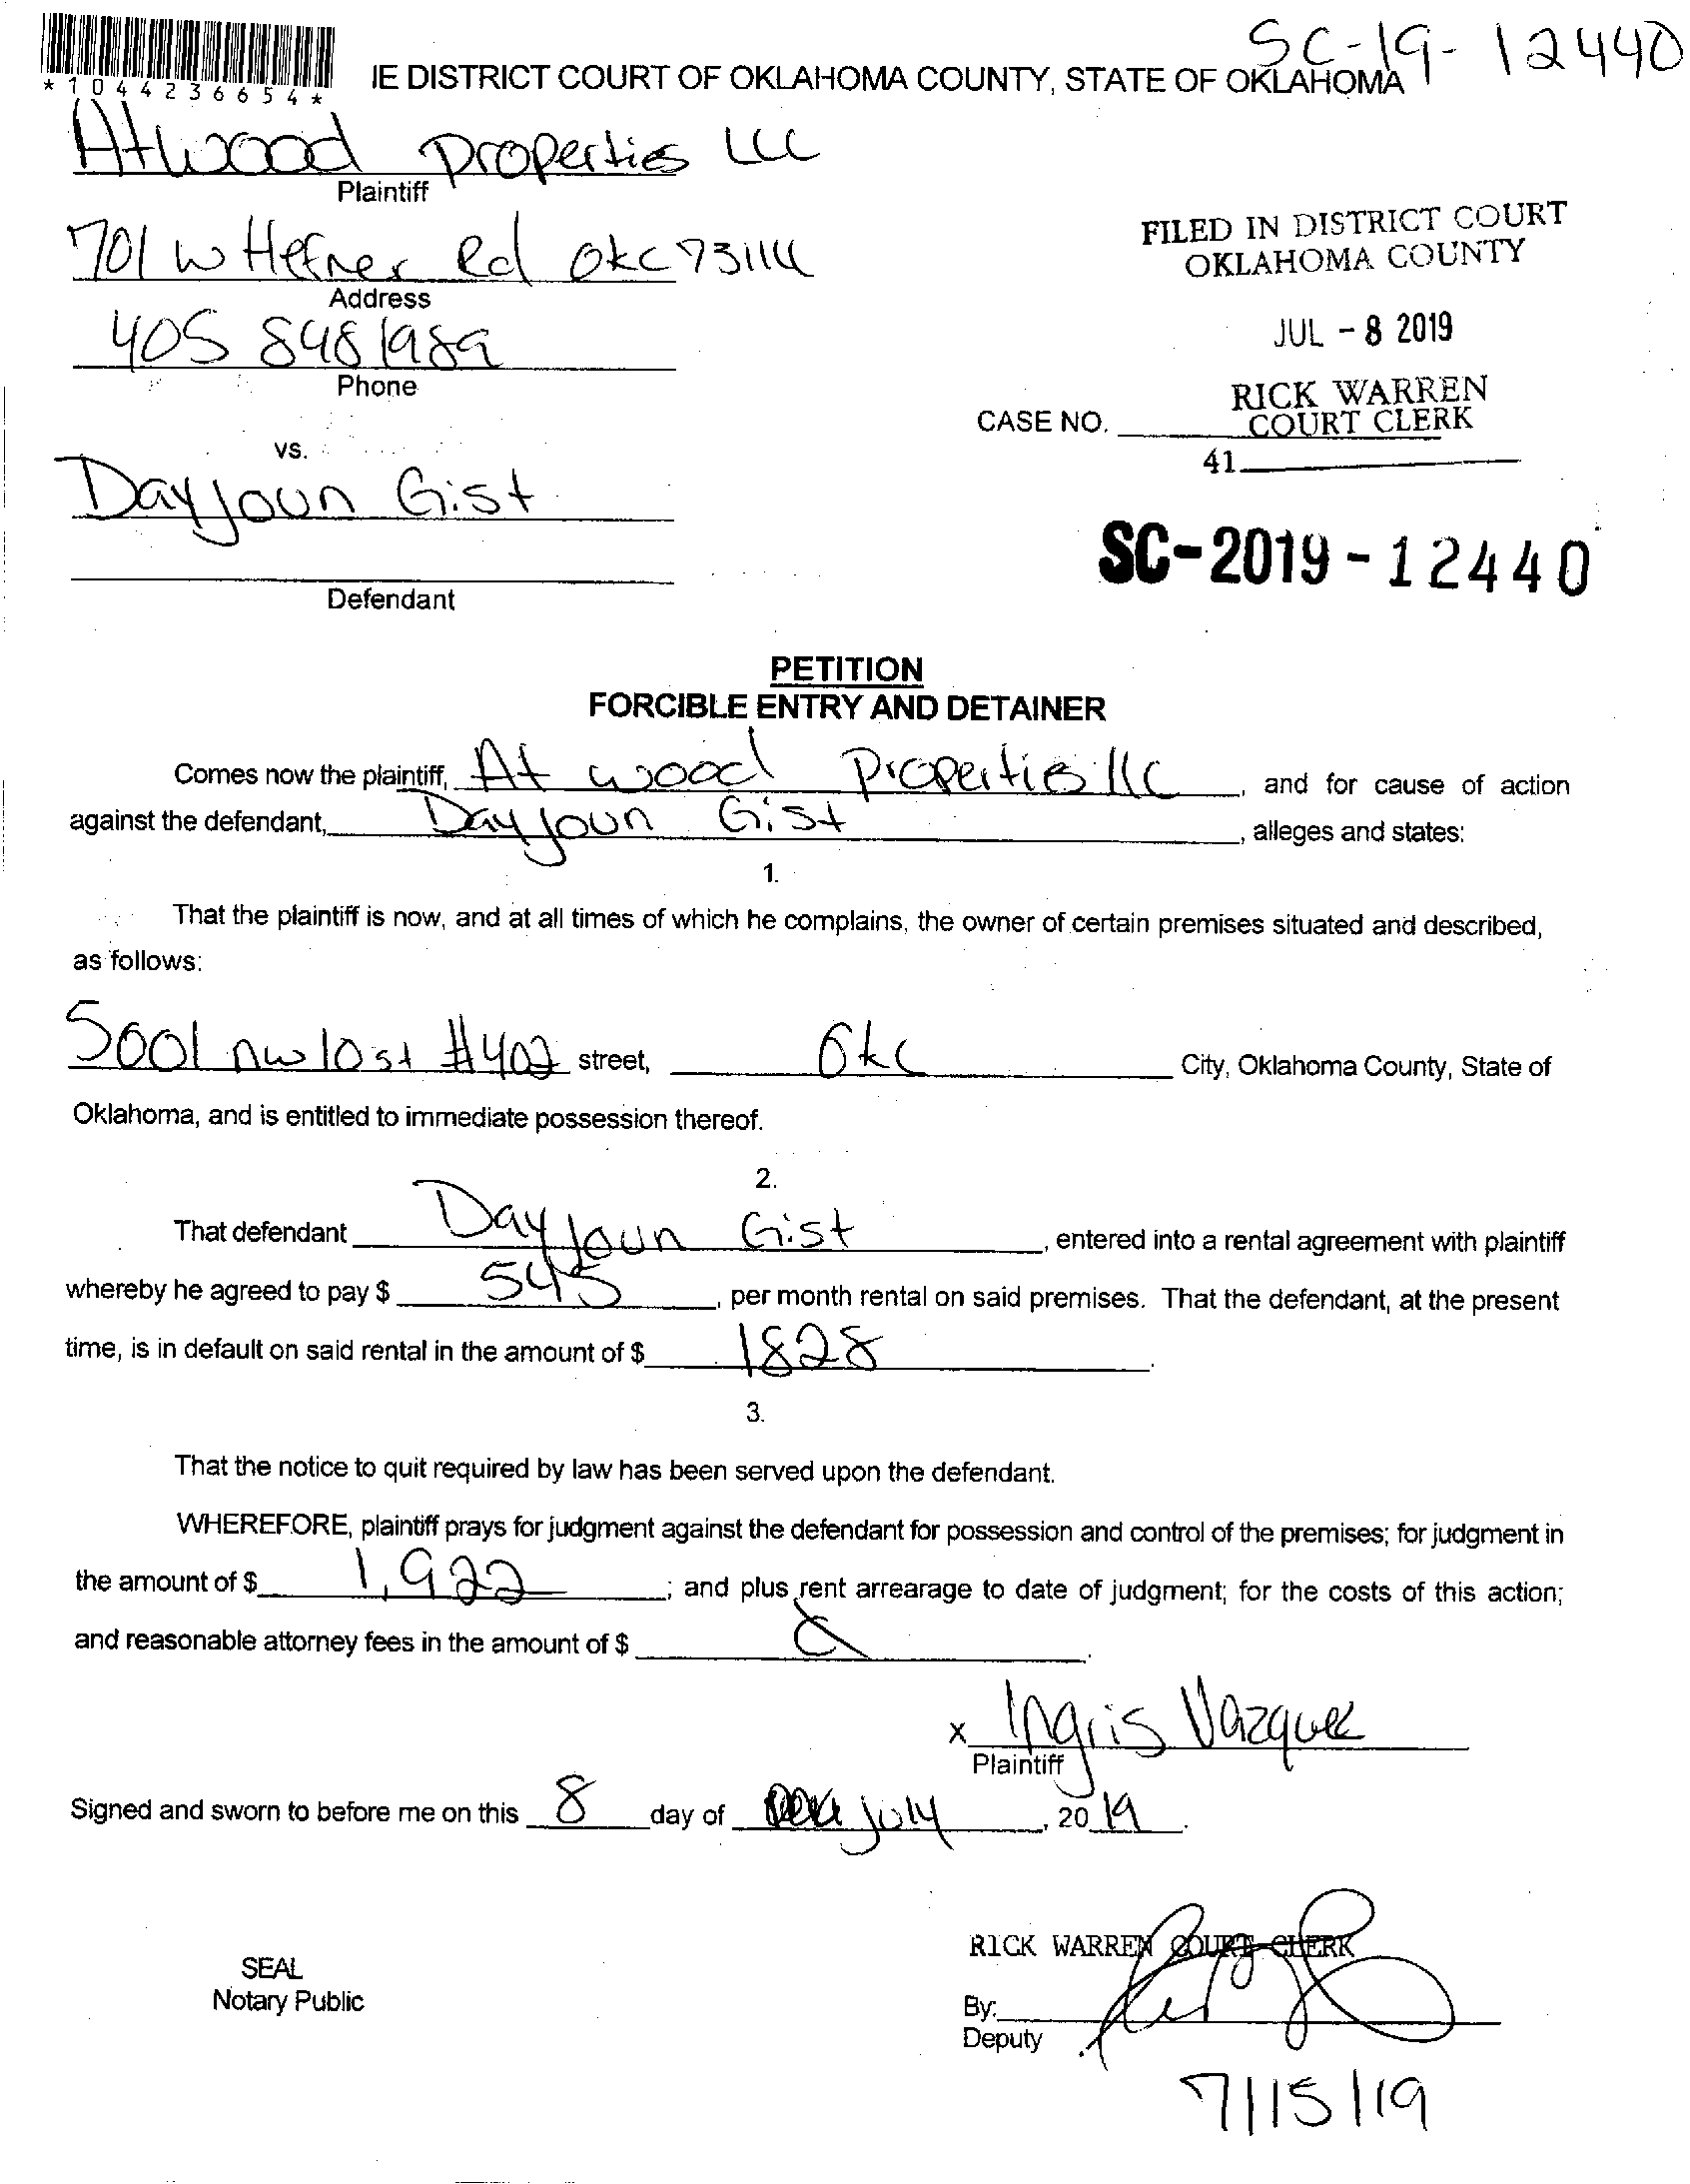 SC-19-12440
*1044236654*
IE DISTRICT COURT OF OKLAHOMA COUNTY, STATE OF OKLAHOMA
Atwood Properties LLC
Plaintiff
701 W Hefner Rd OKC 73114
Address
405 848 1989
Phone
FILED IN DISTRICT COURT
OKLAHOMA COUNTY
JUL - 8 2019
RICK WARREN
COURT CLERK
CASE NO.
41
vs.
Dayjoun Gist
Defendant
SC-2019-12440
PETITION
FORCIBLE ENTRY AND DETAINER
Comes now the plaintiff, At wood Properties llc, and for cause of action
against the defendant, Dayjoun Gist, alleges and states:
1.
That the plaintiff is now, and at all times of which he complains, the owner of certain premises situated and described,
as follows:
5001 nw 10 st #402 street, Okc City, Oklahoma County, State of
Oklahoma, and is entitled to immediate possession thereof.
2.
That defendant Dayjoun Gist, entered into a rental agreement with plaintiff
whereby he agreed to pay $ 545, per month rental on said premises. That the defendant, at the present
time, is in default on said rental in the amount of $ 1828.
3.
That the notice to quit required by law has been served upon the defendant.
WHEREFORE, plaintiff prays for judgment against the defendant for possession and control of the premises; for judgment in
the amount of $ 1,922; and plus rent arrearage to date of judgment; for the costs of this action;
and reasonable attorney fees in the amount of $
x Ingris Vazquez
Plaintiff
Signed and sworn to before me on this 8 day of July, 2019.
RICK WARREN COURT CLERK
SEAL
Notary Public
By:
Deputy
7/15/19